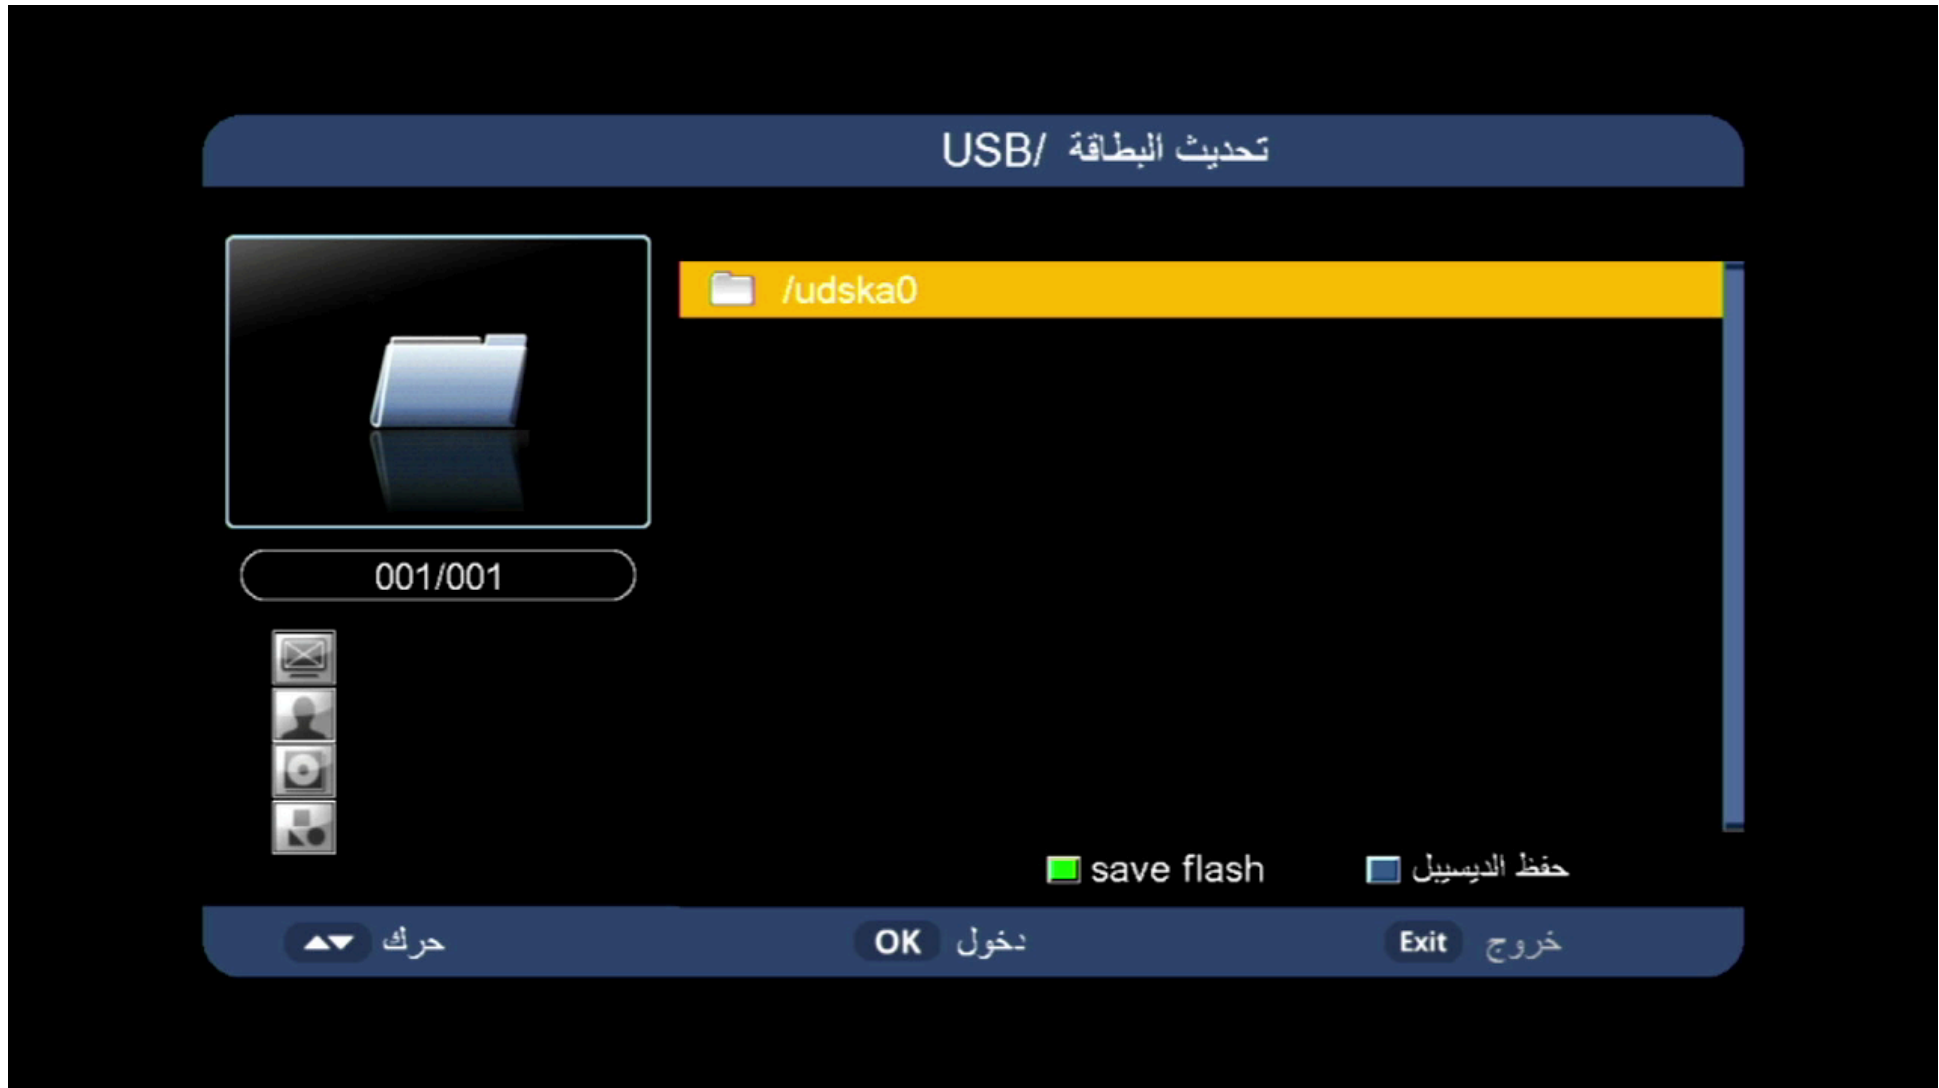 تحديث البطاقة /USB
/udska0
001/001
save flash
حفظ الديسيبل
حرك
دخول OK
خروج Exit